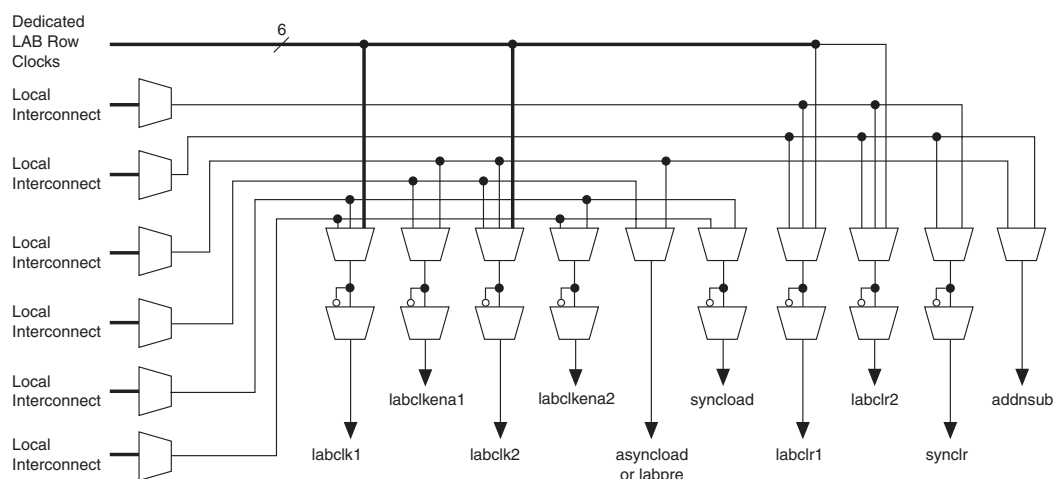 Dedicated
LAB Row
Clocks
6
Local
Interconnect
Local
Interconnect
Local
Interconnect
Local
Interconnect
Local
Interconnect
Local
Interconnect
labclkena1
labclkena2
syncload
labclr2
addnsub
labclk1
labclk2
asyncload
or labpre
labclr1
synclr